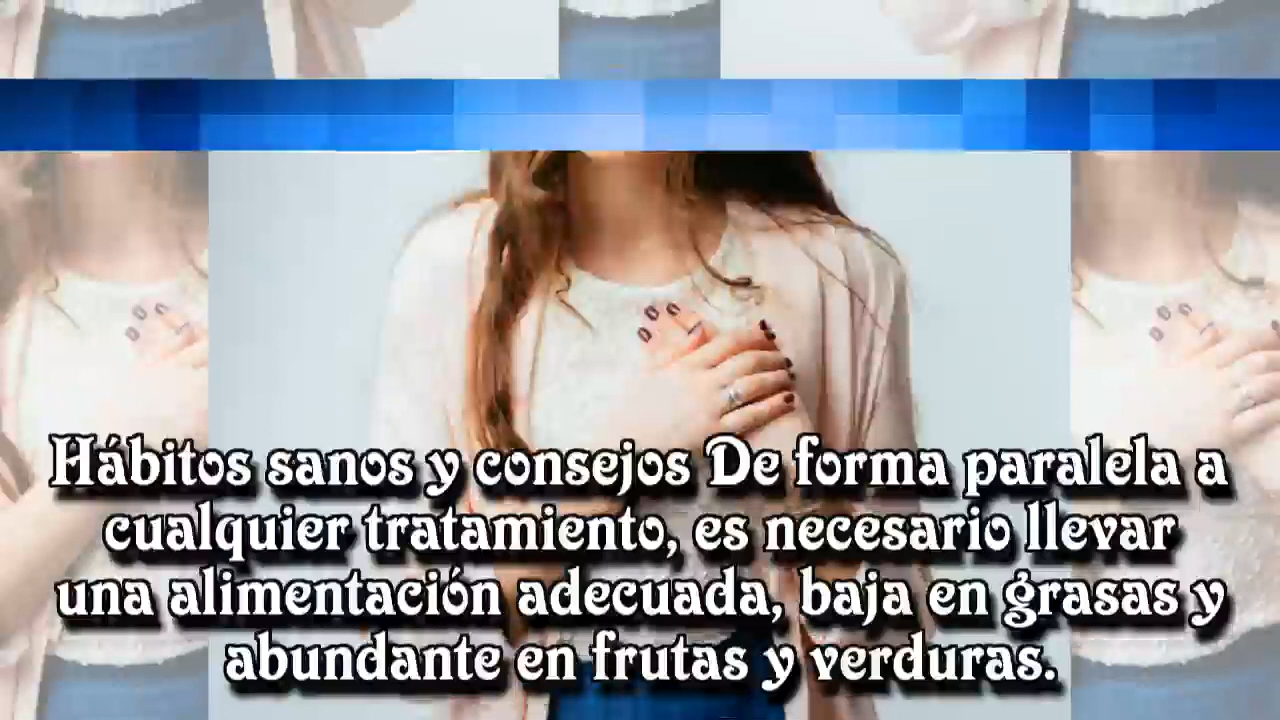 Hábitos sanos y consejos De forma paralela a
cualquier tratamiento, es necesario llevar
una alimentación adecuada, baja en grasas y
abundante en frutas y verduras.